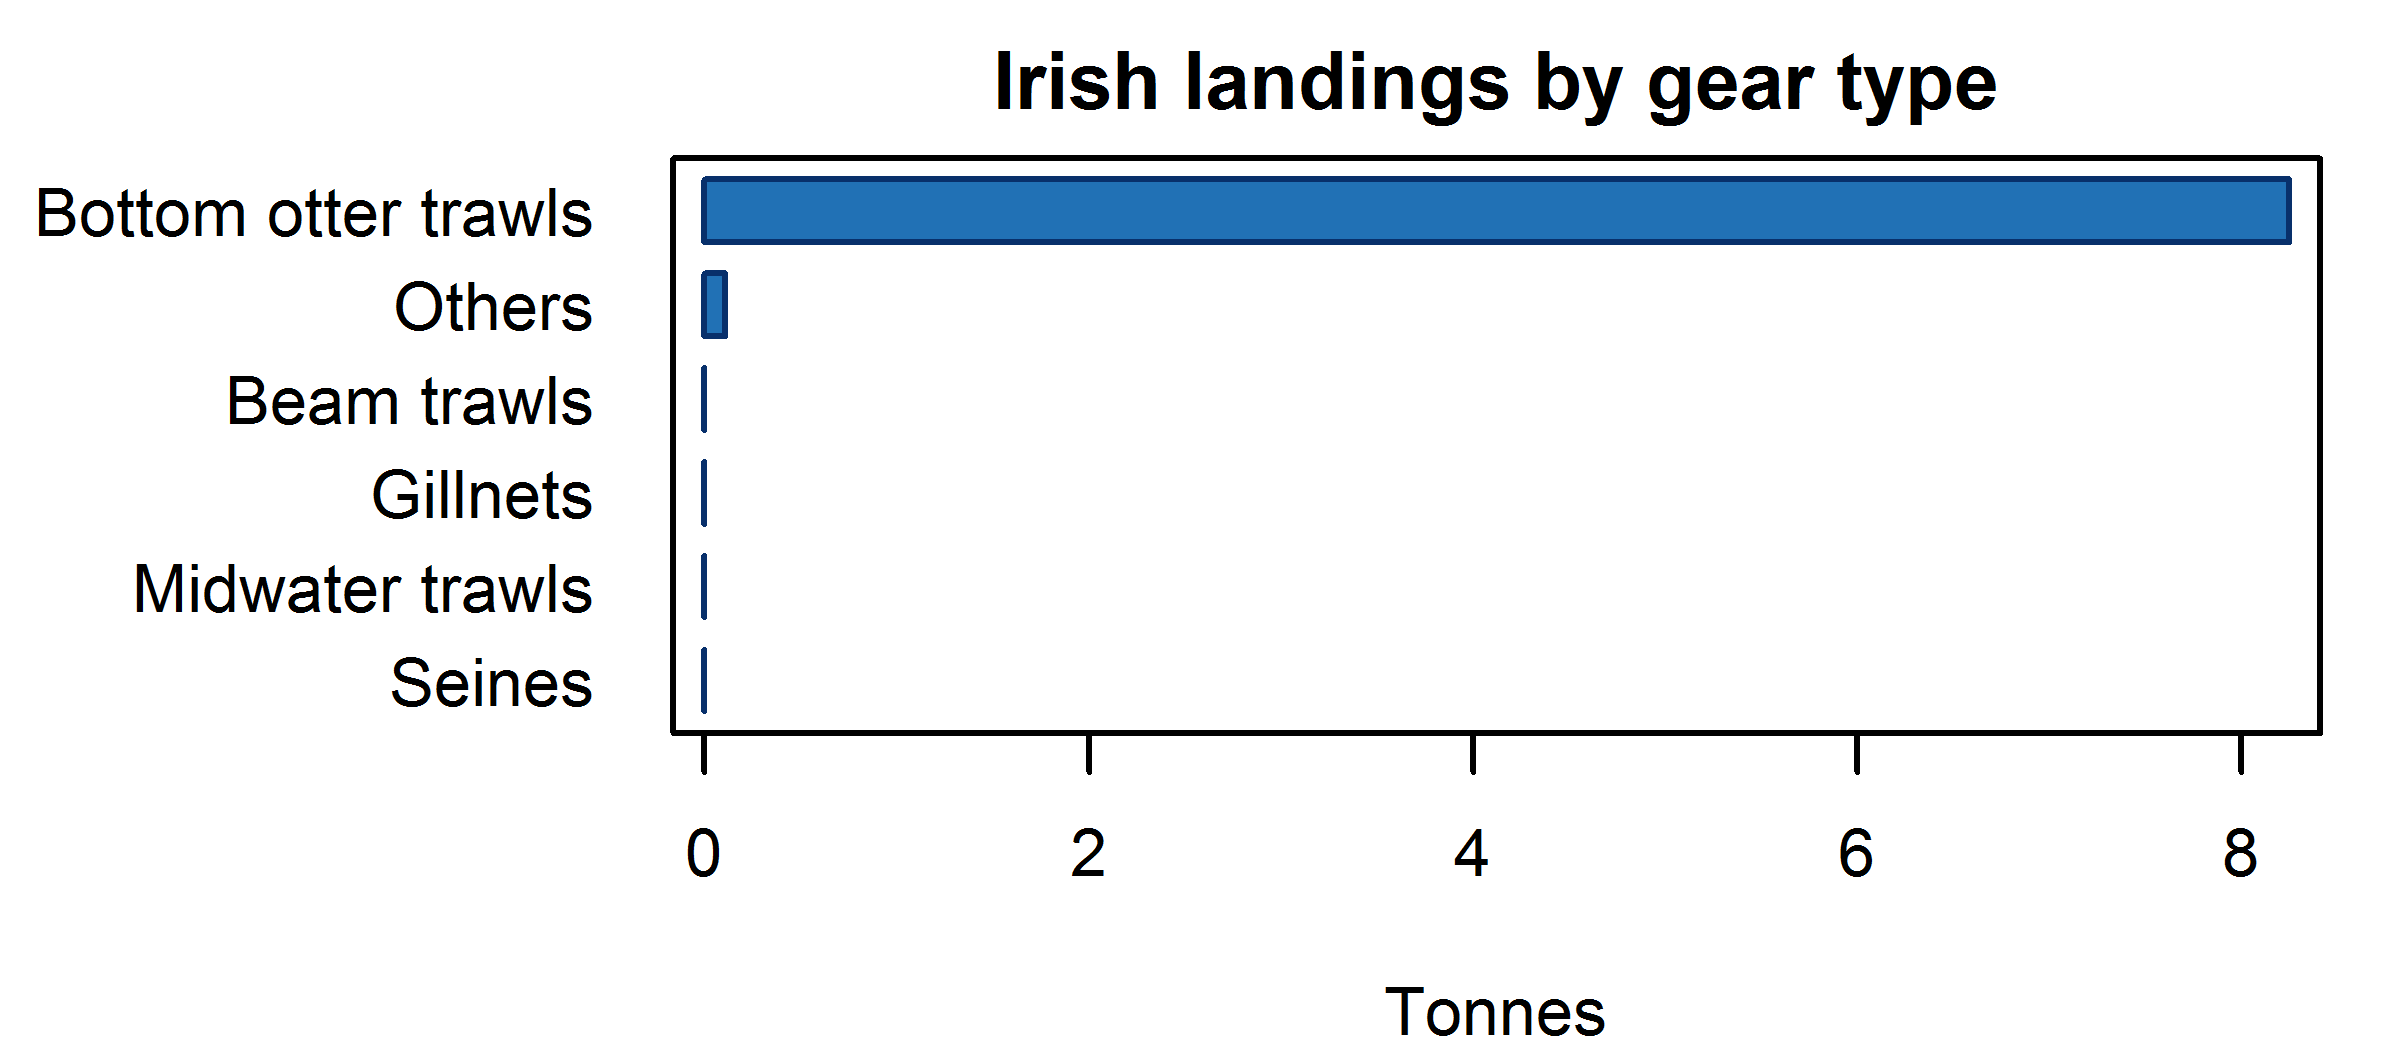 Irish landings by gear type
Bottom otter trawls
Others
Beam trawls
Gillnets
Midwater trawls
Seines
0 2 4 6 8
Tonnes